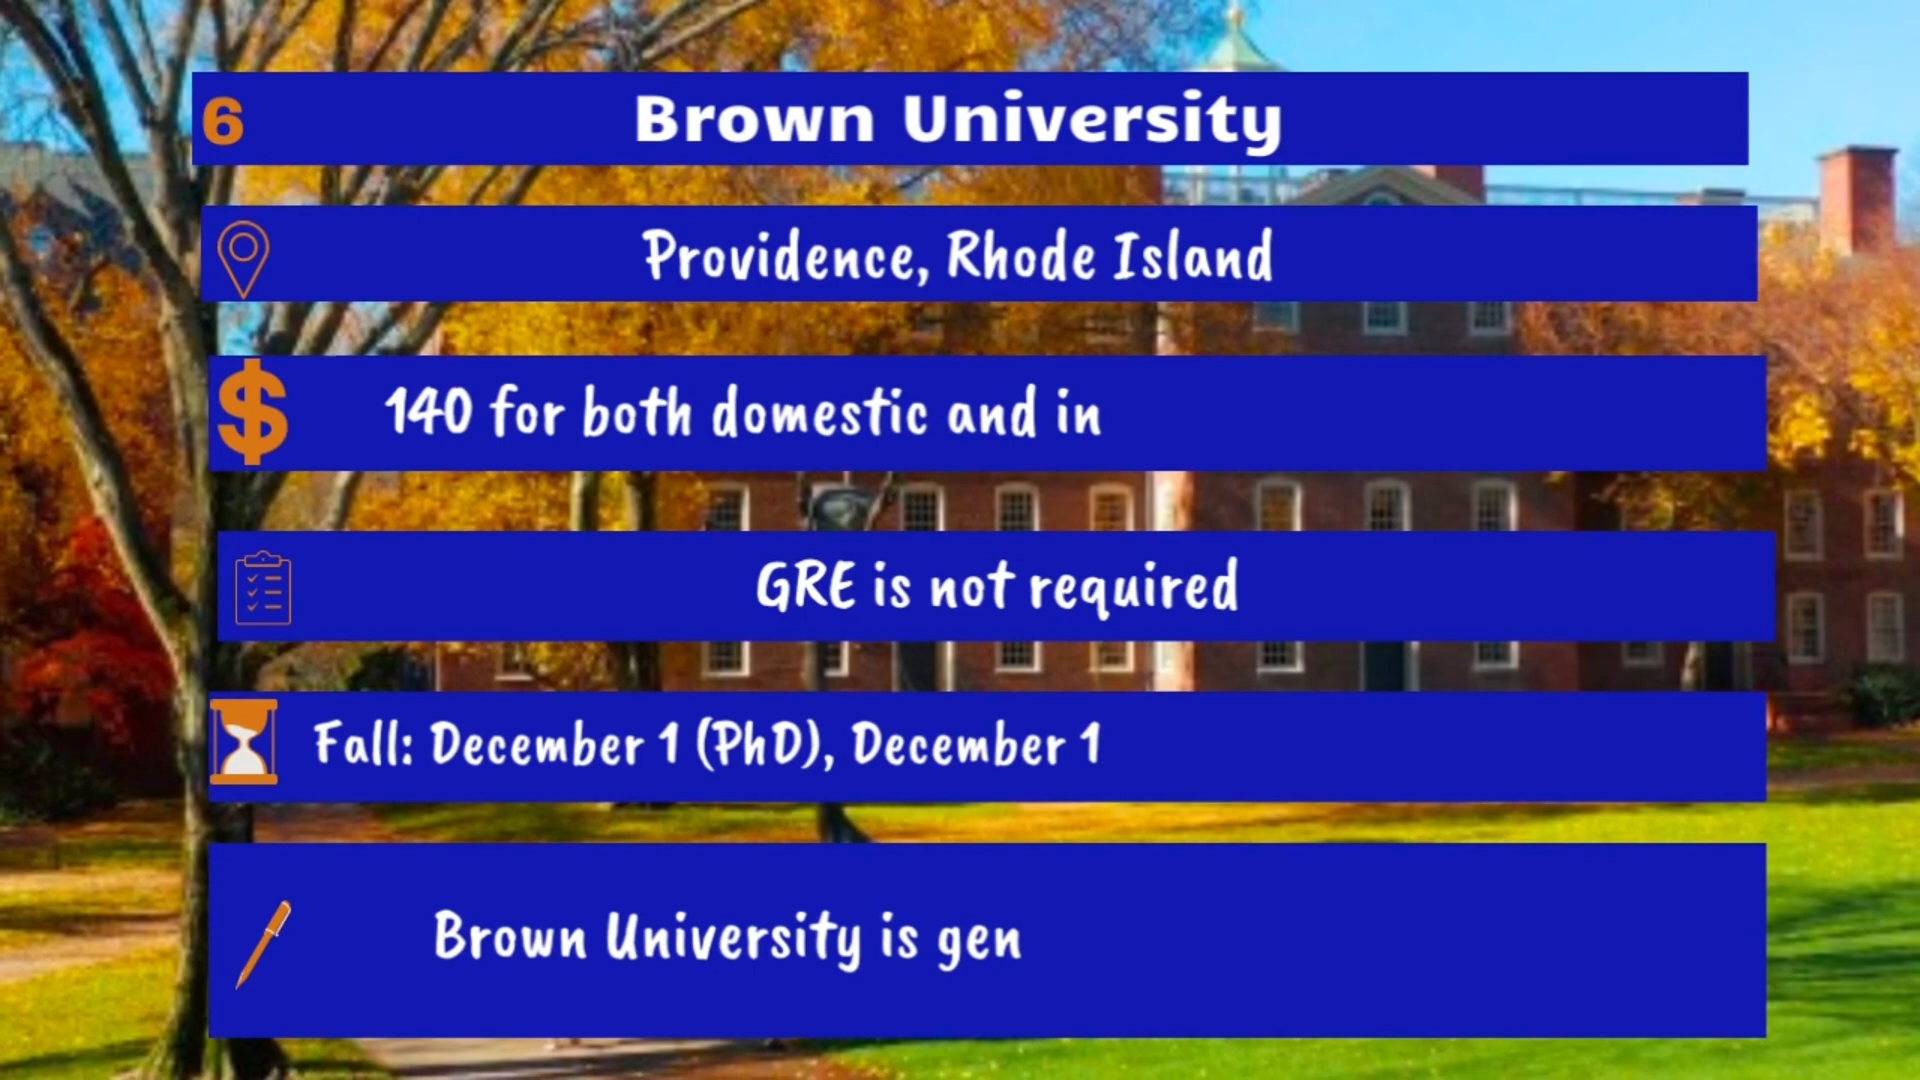 6 Brown University
Providence, Rhode Island
$ 140 for both domestic and in
GRE is not required
Fall: December 1 (PhD), December 1
Brown University is gen